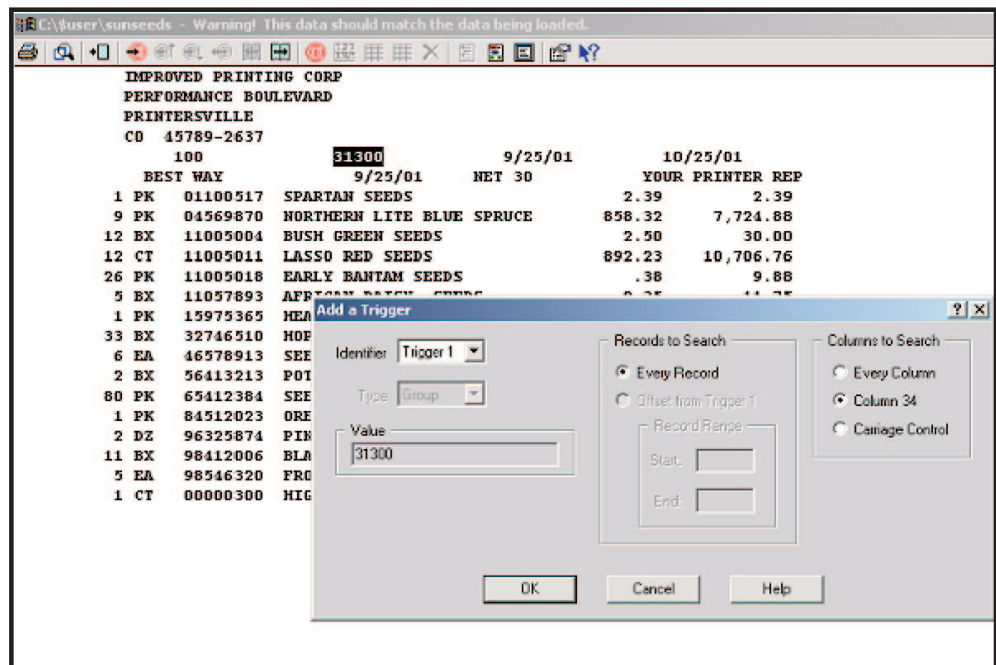 C:\$user\sunseeds - Warning! This data should match the data being loaded.
IMPROVED PRINTING CORP
PERFORMANCE BOULEVARD
PRINTERSVILLE
CO 45789-2637
100 31300 9/25/01 10/25/01
BEST WAY 9/25/01 NET 30 YOUR PRINTER REP
1 PK 01100517 SPARTAN SEEDS 2.39 2.39
9 PK 04569870 NORTHERN LITE BLUE SPRUCE 858.32 7,724.88
12 BX 11005004 BUSH GREEN SEEDS 2.50 30.00
12 CT 11005011 LASSO RED SEEDS 892.23 10,706.76
26 PK 11005018 EARLY BANTAM SEEDS .38 9.88
5 BX 11057893 AFRICAN DAISY SEEDS
1 PK 15975365 HEA
33 BX 32746510 HOP
6 EA 46578913 SEE
2 BX 56413213 POT
80 PK 65412384 SEE
1 PK 84512023 ORE
2 DZ 96325874 PIN
11 BX 98412006 BLA
5 EA 98546320 FRO
1 CT 00000300 HIG
Add a Trigger
Identifier Trigger 1
Type Group
Value
31300
Records to Search
Every Record
Offset from Trigger 1
Record Range
Start:
End:
Columns to Search
Every Column
Column 34
Carriage Control
OK Cancel Help